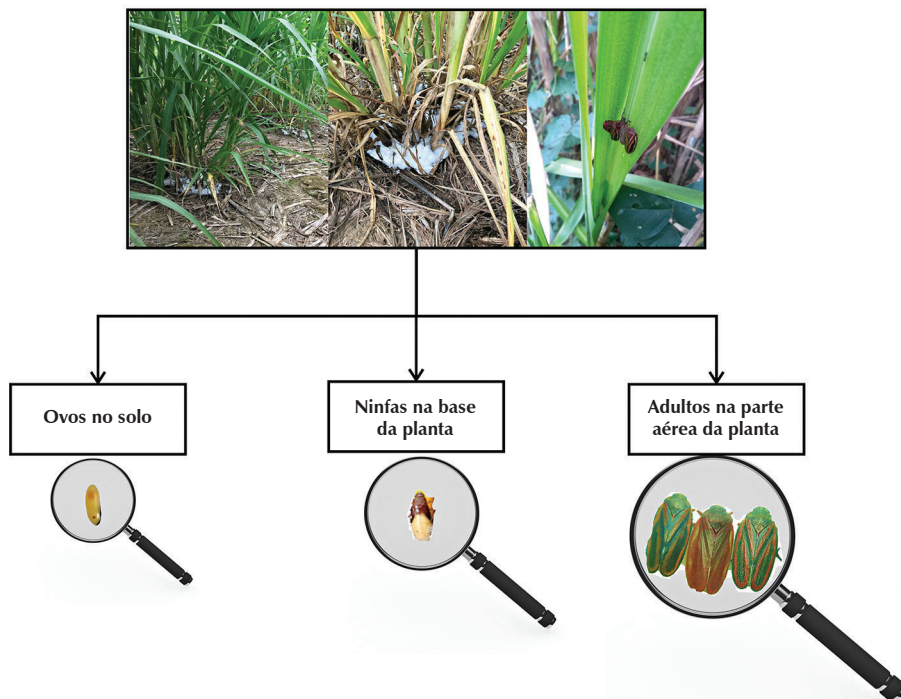 Ovos no solo
Ninfas na base
da planta
Adultos na parte
aérea da planta